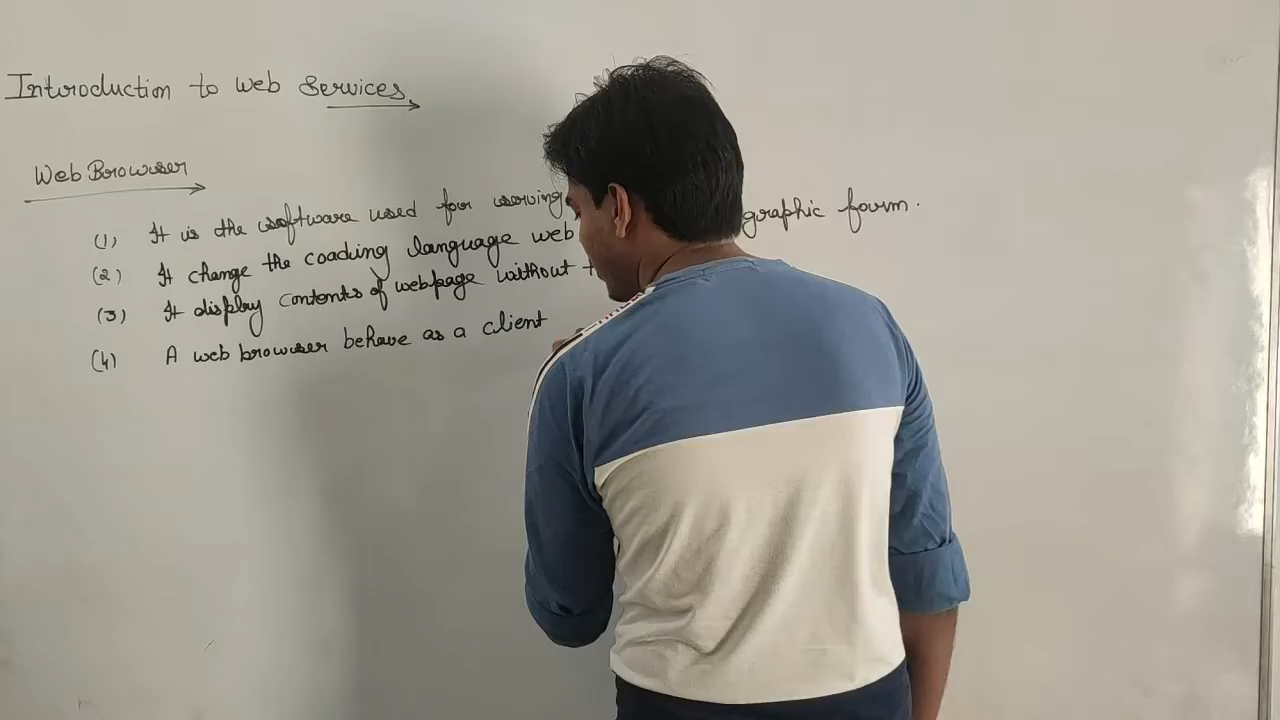 Introduction to Web Services
Web Browser
(1) It is the software used for
(2) It change the coading language web graphic form.
(3) It display contents of webpage without
(4) A web browser behave as a client